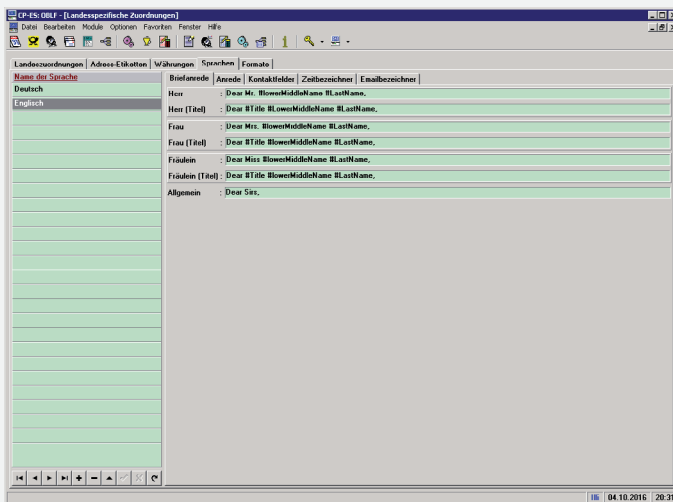 CP-ES: OBLF - [Landesspezifische Zuordnungen]
Datei Bearbeiten Module Optionen Favoriten Fenster Hilfe
Landeszuordnungen Adress-Etiketten Währungen Sprachen Formate
Name der Sprache
Deutsch
Englisch
Briefanrede Anrede Kontaktfelder Zeitbezeichner Emailbezeichner
Herr : Dear Mr. #lowerMiddleName #LastName,
Herr (Titel) : Dear #Title #LowerMiddleName #LastName,
Frau : Dear Mrs. #lowerMiddleName #LastName,
Frau (Titel) : Dear #Title #lowerMiddleName #LastName,
Fräulein : Dear Miss #lowerMiddleName #LastName,
Fräulein (Titel) : Dear #Title #lowerMiddleName #LastName,
Allgemein : Dear Sirs,
04.10.2016 20:31